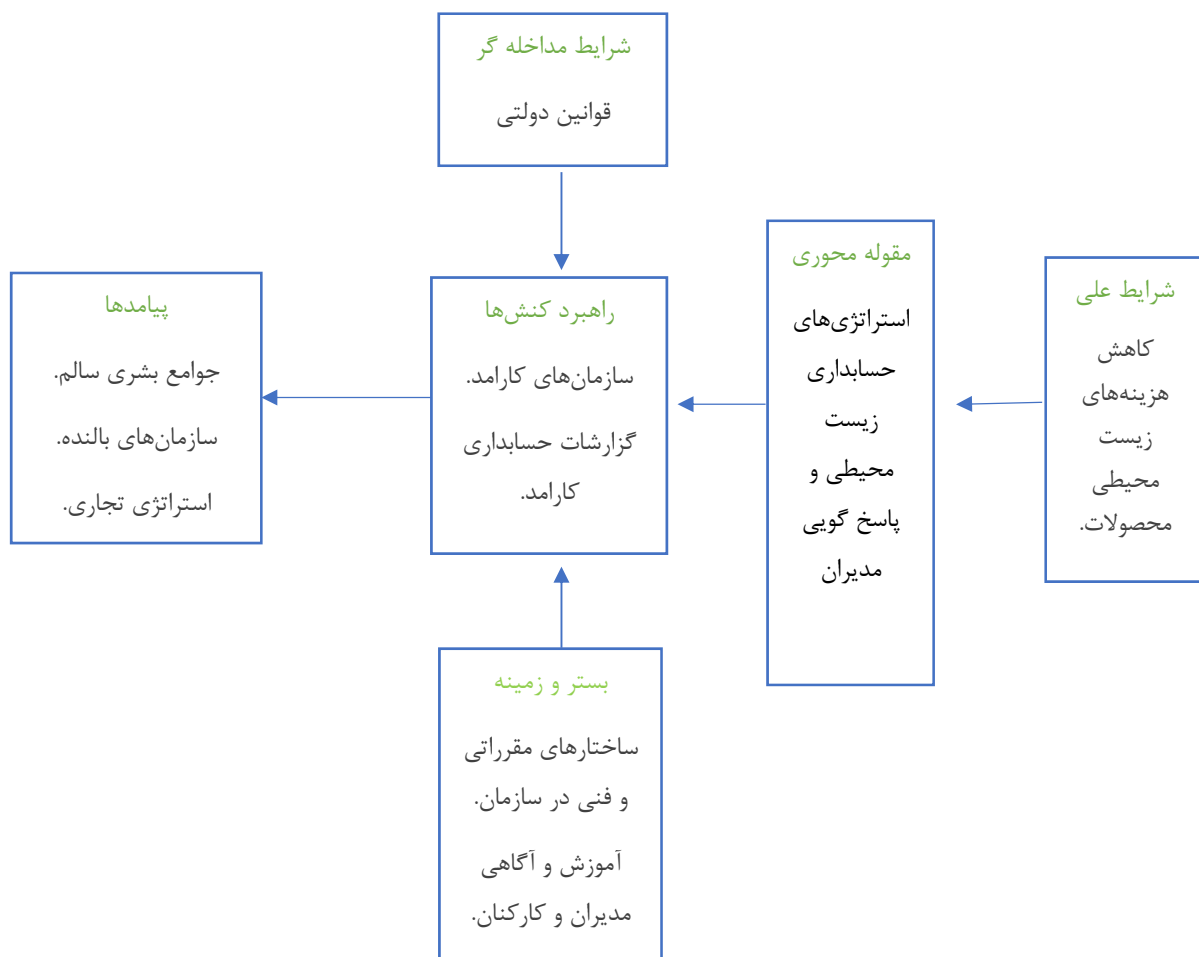 شرایط مداخله گر
قوانین دولتی
شرایط علی
کاهش
هزینه‌های
زیست
محیطی
محصولات.
مقوله محوری
استراتژی‌های
حسابداری
زیست
محیطی و
پاسخ گویی
مدیران
راهبرد کنش‌ها
سازمان‌های کارامد.
گزارشات حسابداری
کارامد.
پیامدها
جوامع بشری سالم.
سازمان‌های بالنده.
استراتژی تجاری.
بستر و زمینه
ساختارهای مقرراتی
و فنی در سازمان.
آموزش و آگاهی
مدیران و کارکنان.